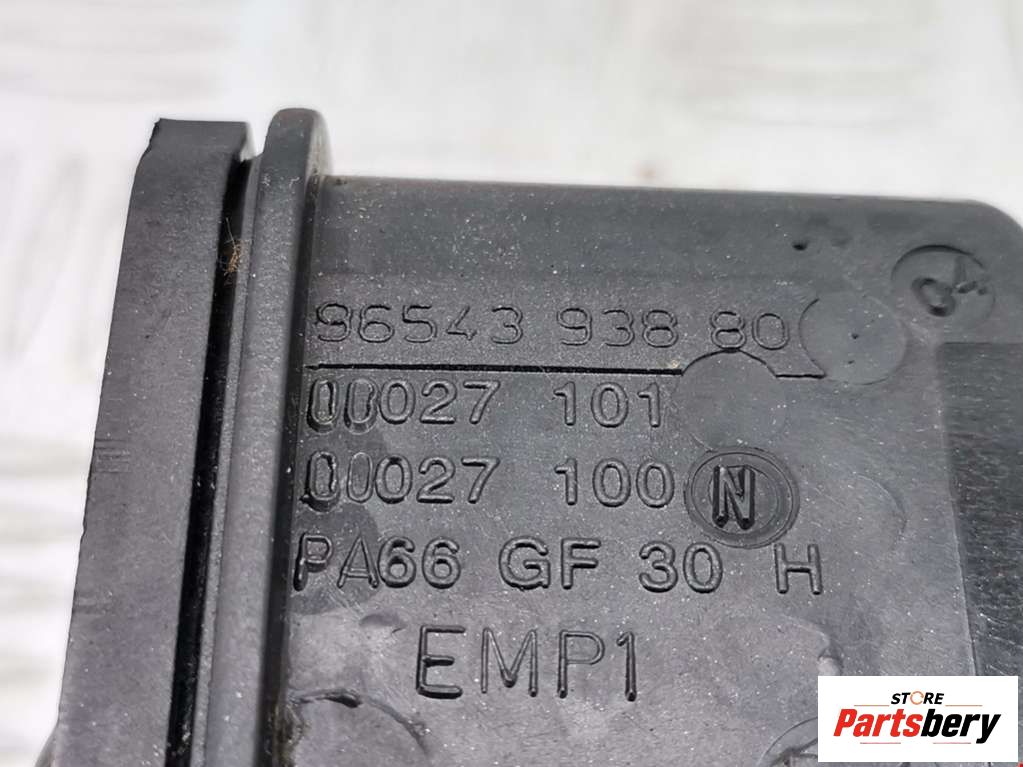 96543 938 80
00027 101
00027 100 N
PA66 GF 30 H
EMP1
STORE
Partsbery